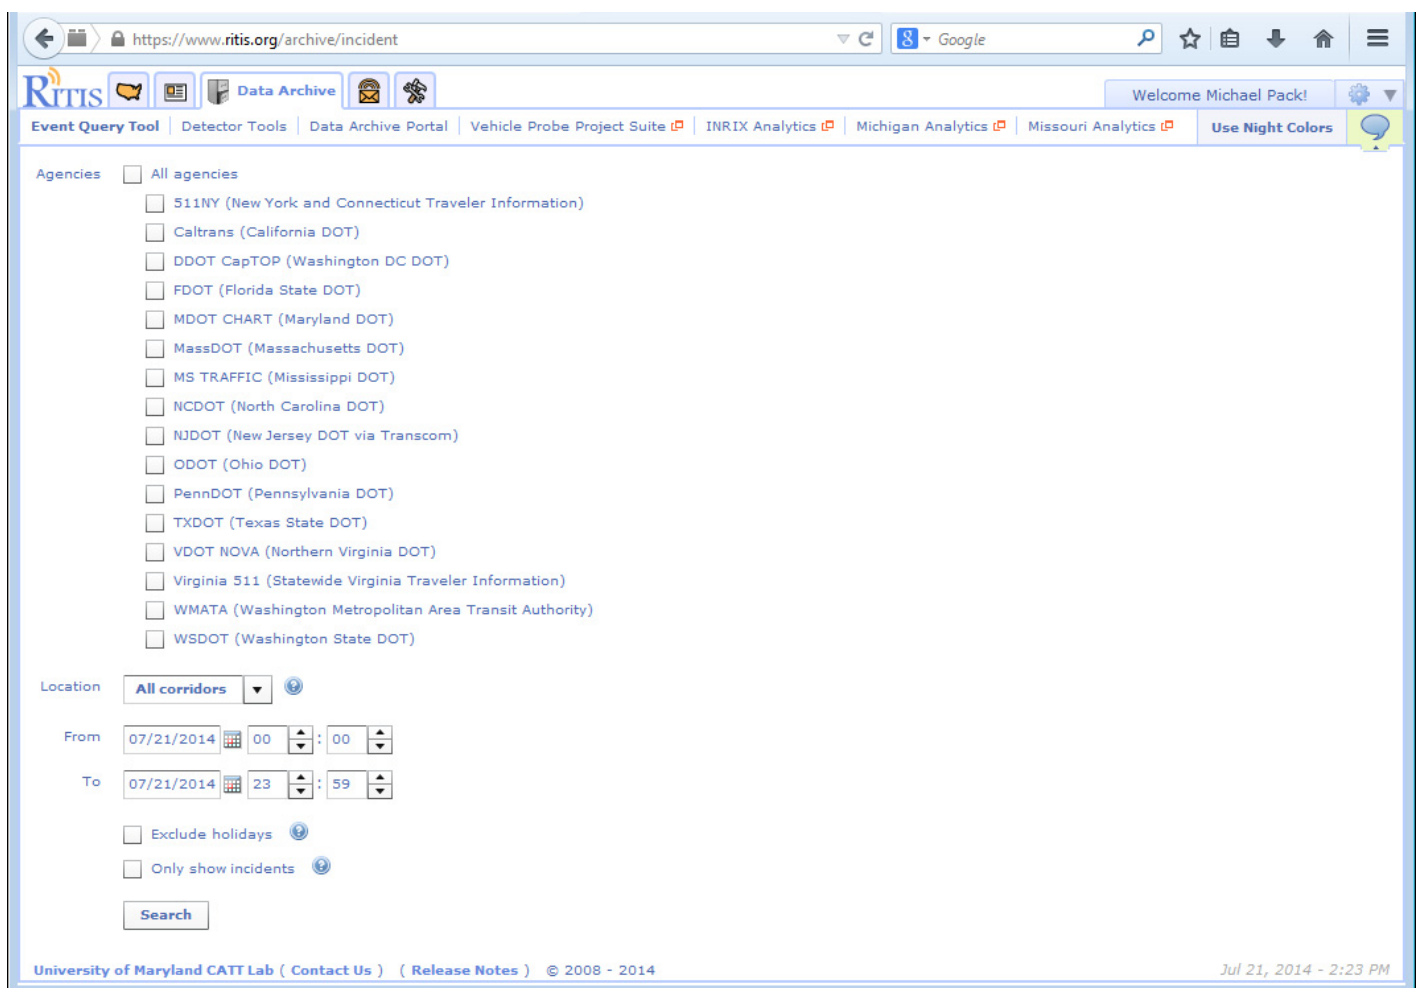 https://www.ritis.org/archive/incident
8 Google
RITIS Data Archive Welcome Michael Pack!
Event Query Tool Detector Tools Data Archive Portal Vehicle Probe Project Suite INRIX Analytics Michigan Analytics Missouri Analytics Use Night Colors
Agencies All agencies
511NY (New York and Connecticut Traveler Information)
Caltrans (California DOT)
DDOT CapTOP (Washington DC DOT)
FDOT (Florida State DOT)
MDOT CHART (Maryland DOT)
MassDOT (Massachusetts DOT)
MS TRAFFIC (Mississippi DOT)
NCDOT (North Carolina DOT)
NJDOT (New Jersey DOT via Transcom)
ODOT (Ohio DOT)
PennDOT (Pennsylvania DOT)
TXDOT (Texas State DOT)
VDOT NOVA (Northern Virginia DOT)
Virginia 511 (Statewide Virginia Traveler Information)
WMATA (Washington Metropolitan Area Transit Authority)
WSDOT (Washington State DOT)
Location All corridors
From 07/21/2014 00 : 00
To 07/21/2014 23 : 59
Exclude holidays
Only show incidents
Search
University of Maryland CATT Lab ( Contact Us ) ( Release Notes ) © 2008 - 2014 Jul 21, 2014 - 2:23 PM